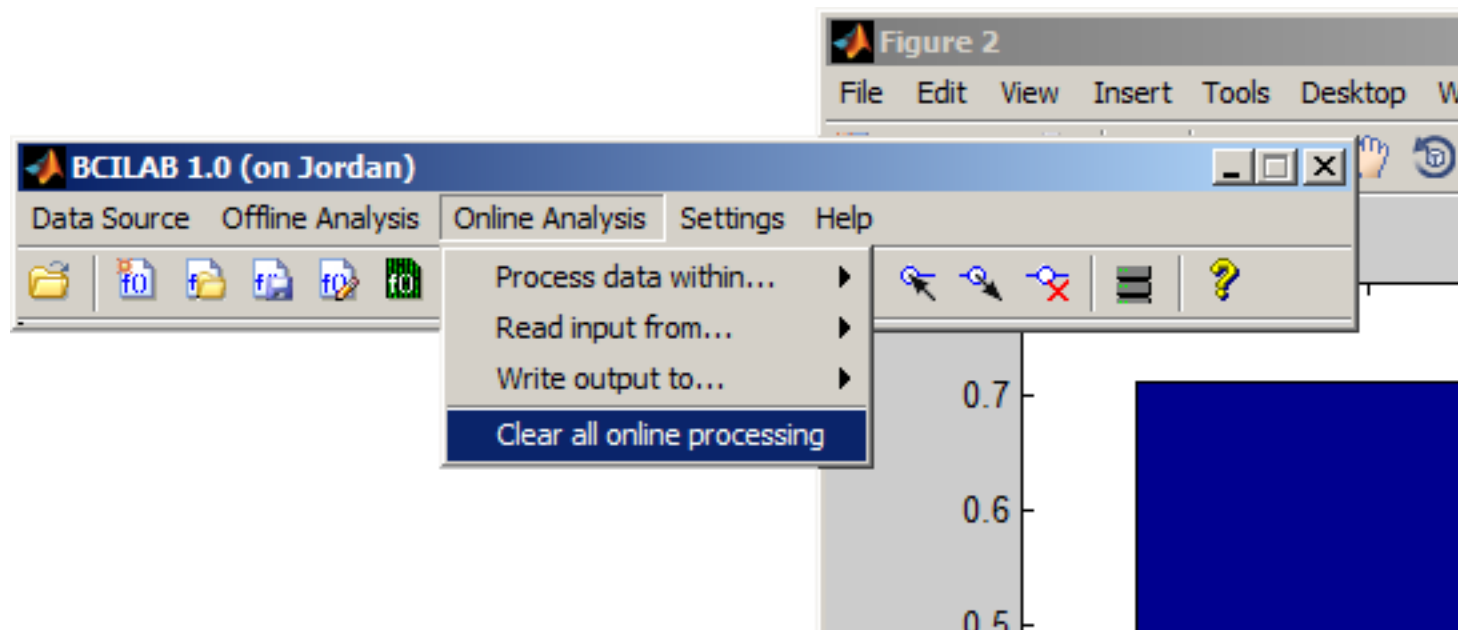 Figure 2
File Edit View Insert Tools Desktop W
BCILAB 1.0 (on Jordan)
Data Source Offline Analysis Online Analysis Settings Help
Process data within...
Read input from...
Write output to...
Clear all online processing
0.7
0.6
0.5